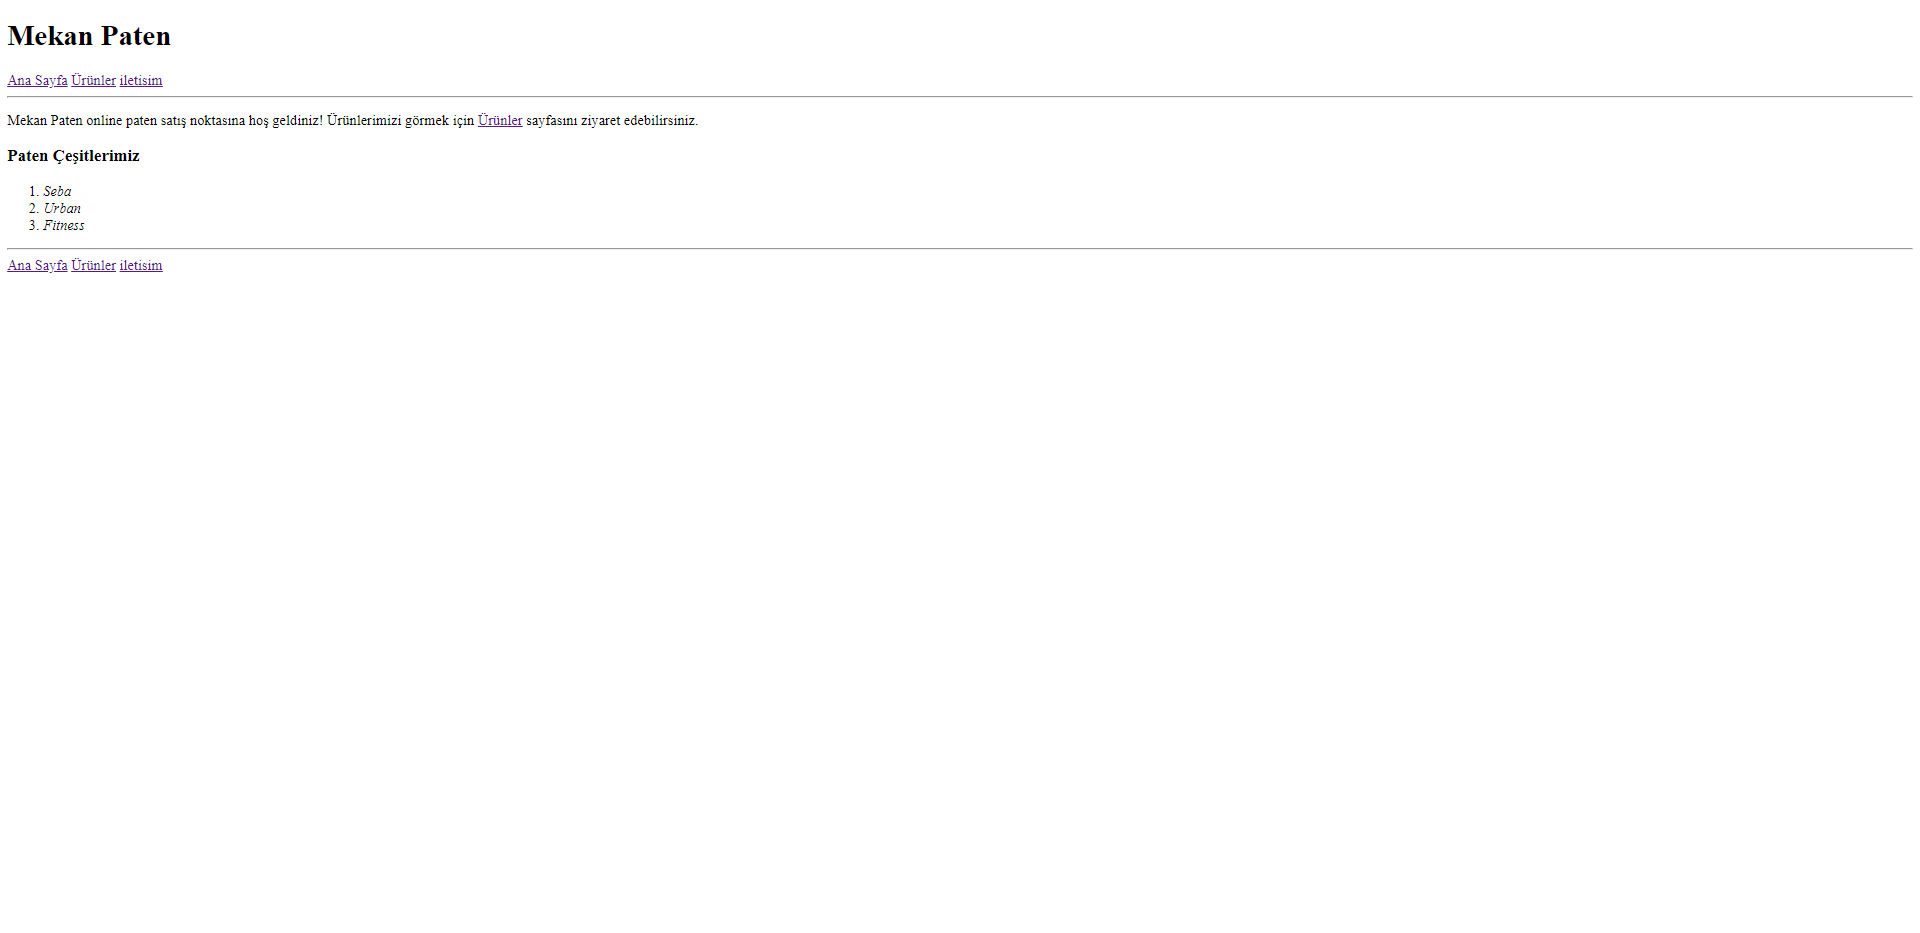 Mekan Paten
Ana Sayfa Ürünler iletisim
Mekan Paten online paten satış noktasına hoş geldiniz! Ürünlerimizi görmek için Ürünler sayfasını ziyaret edebilirsiniz.
Paten Çeşitlerimiz
1. Seba
2. Urban
3. Fitness
Ana Sayfa Ürünler iletisim